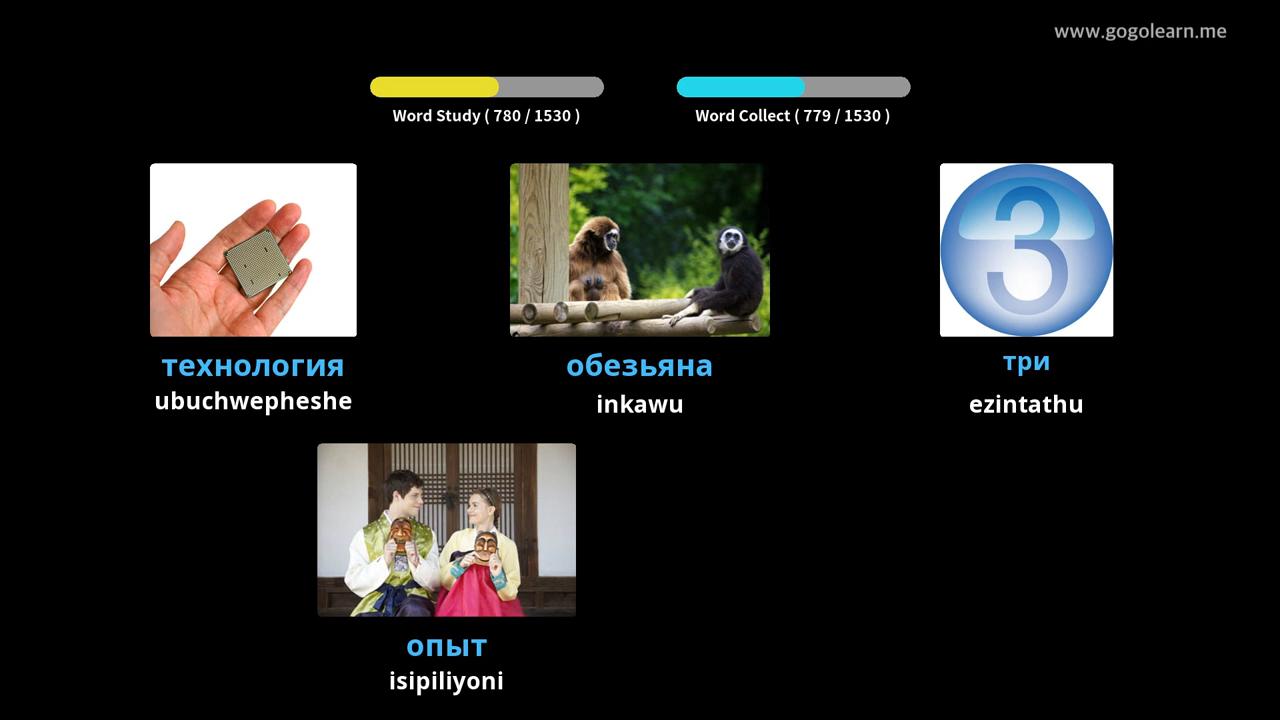 www.gogolearn.me
Word Study ( 780 / 1530 )
Word Collect ( 779 / 1530 )
3
технология
ubuchwepheshe
обезьяна
inkawu
три
ezintathu
опыт
isipiliyoni